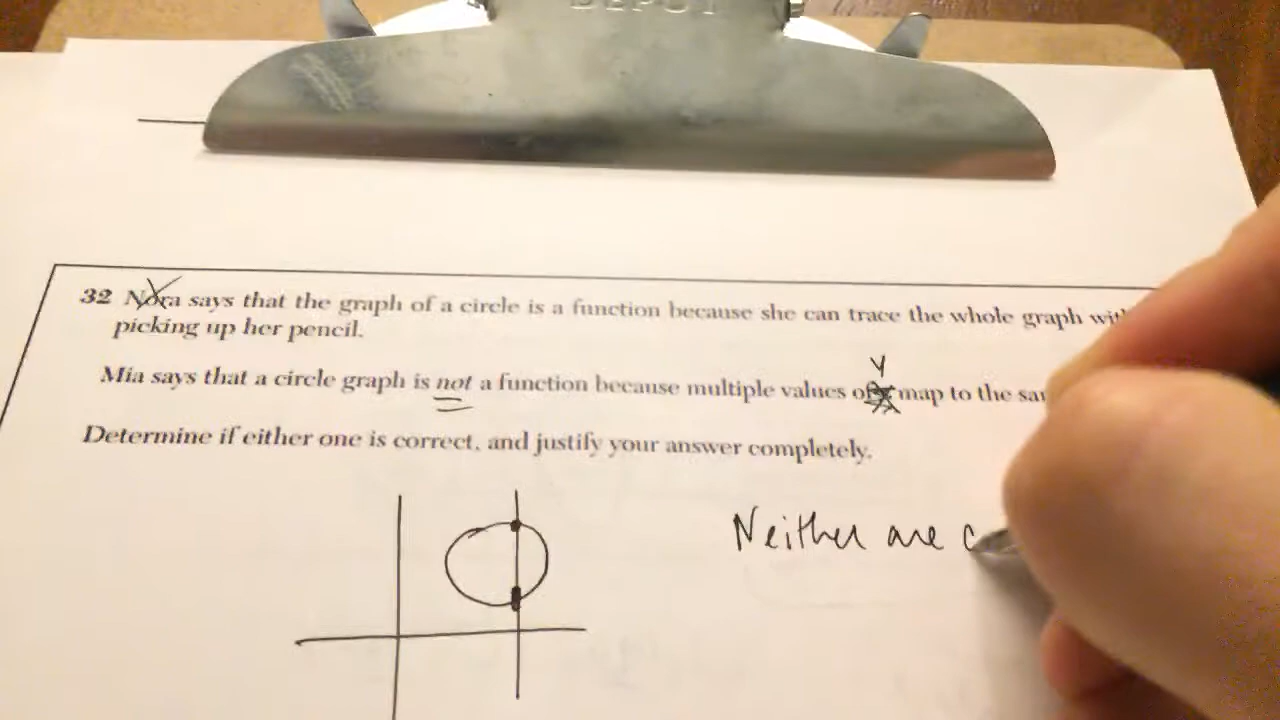 DEPOT
32 Nora says that the graph of a circle is a function because she can trace the whole graph
picking up her pencil.
Y
Mia says that a circle graph is not a function because multiple values of x map to the
Determine if either one is correct, and justify your answer completely.
Neither are